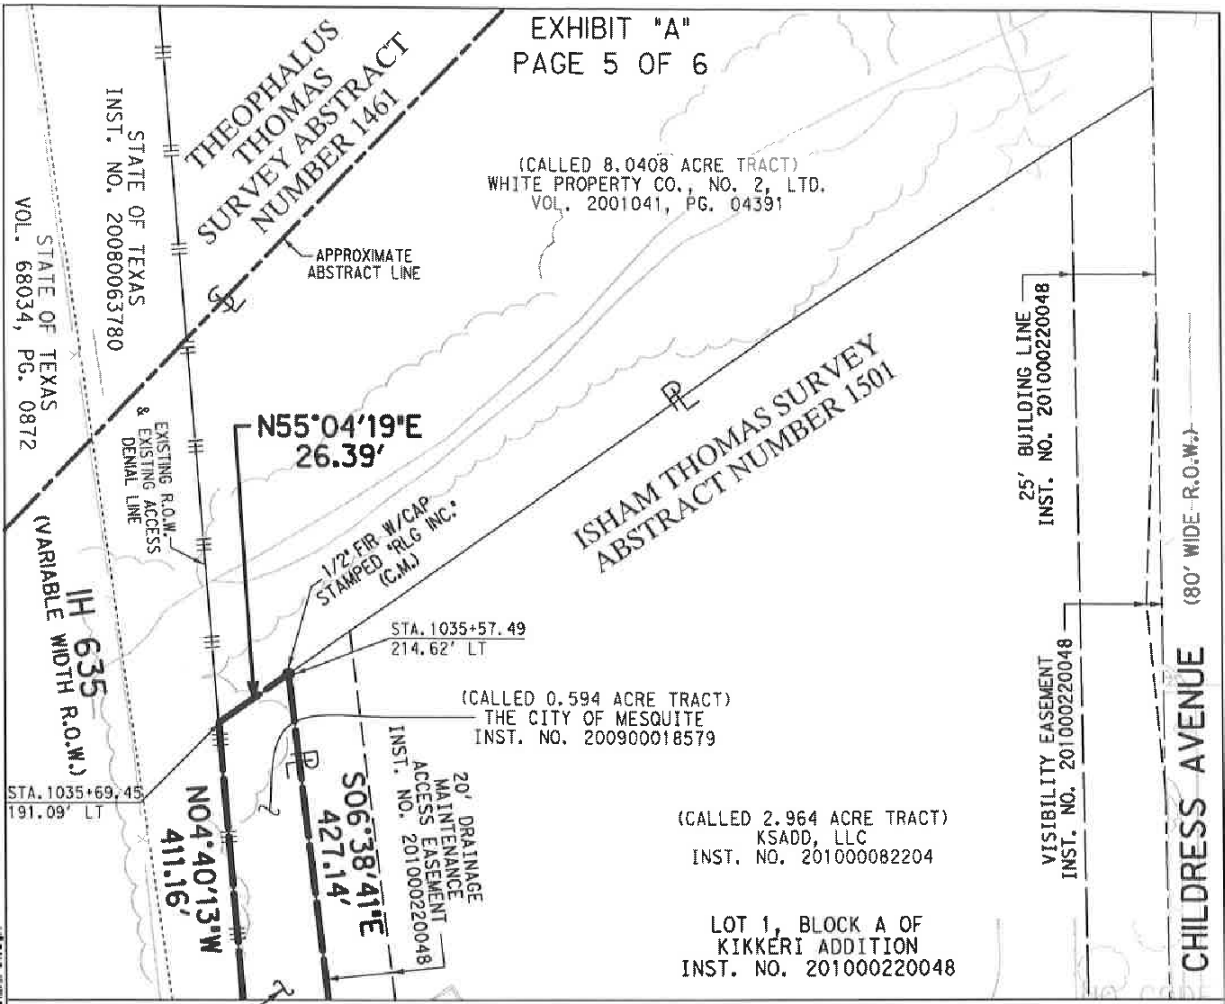 EXHIBIT "A"
PAGE 5 OF 6
THEOPHALUS
THOMAS
SURVEY ABSTRACT
NUMBER 1461
STATE OF TEXAS
INST. NO. 20080063780
STATE OF TEXAS
VOL. 68034, PG. 0872
(CALLED 8.0408 ACRE TRACT)
WHITE PROPERTY CO., NO. 2, LTD.
VOL. 2001041, PG. 04391
APPROXIMATE
ABSTRACT LINE
25' BUILDING LINE
INST. NO. 201000220048
EXISTING R.O.W.
& EXISTING ACCESS
DENIAL LINE
N55°04'19"E
26.39'
ISHAM THOMAS SURVEY
ABSTRACT NUMBER 1501
1/2" FIR W/CAP
STAMPED "RLG INC."
(C.M.)
(80' WIDE R.O.W.)
CHILDRESS AVENUE
IH 635
(VARIABLE WIDTH R.O.W.)
STA. 1035+57.49
214.62' LT
(CALLED 0.594 ACRE TRACT)
THE CITY OF MESQUITE
INST. NO. 200900018579
VISIBILITY EASEMENT
INST. NO. 201000220048
STA. 1035+69.45
191.09' LT
N04°40'13"W
411.16'
S06°38'41"E
427.14'
20' DRAINAGE
MAINTENANCE
ACCESS EASEMENT
INST. NO. 201000220048
(CALLED 2.964 ACRE TRACT)
KSADD, LLC
INST. NO. 201000082204
LOT 1, BLOCK A OF
KIKKERI ADDITION
INST. NO. 201000220048